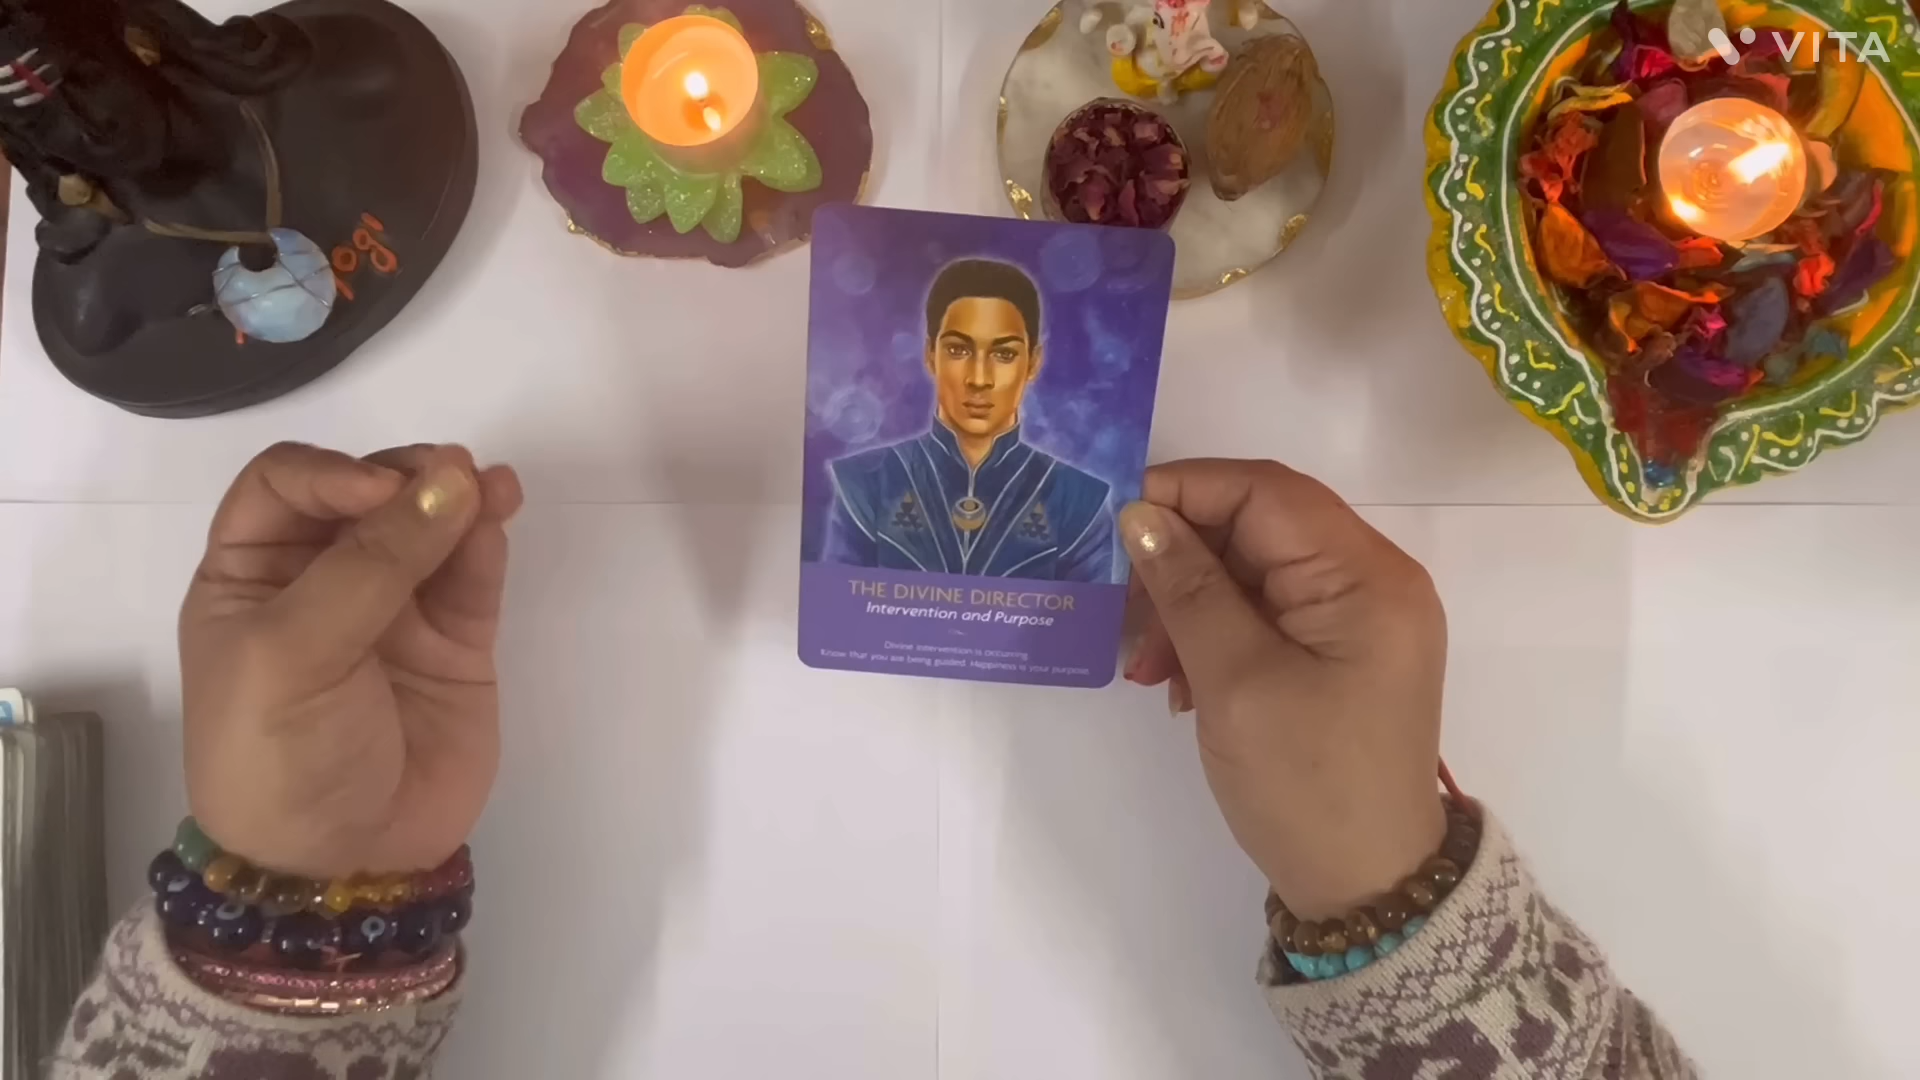 VITA
yogi
THE DIVINE DIRECTOR
Intervention and Purpose
Divine intervention is occurring.
Know that you are being guided. Happiness is your purpose.